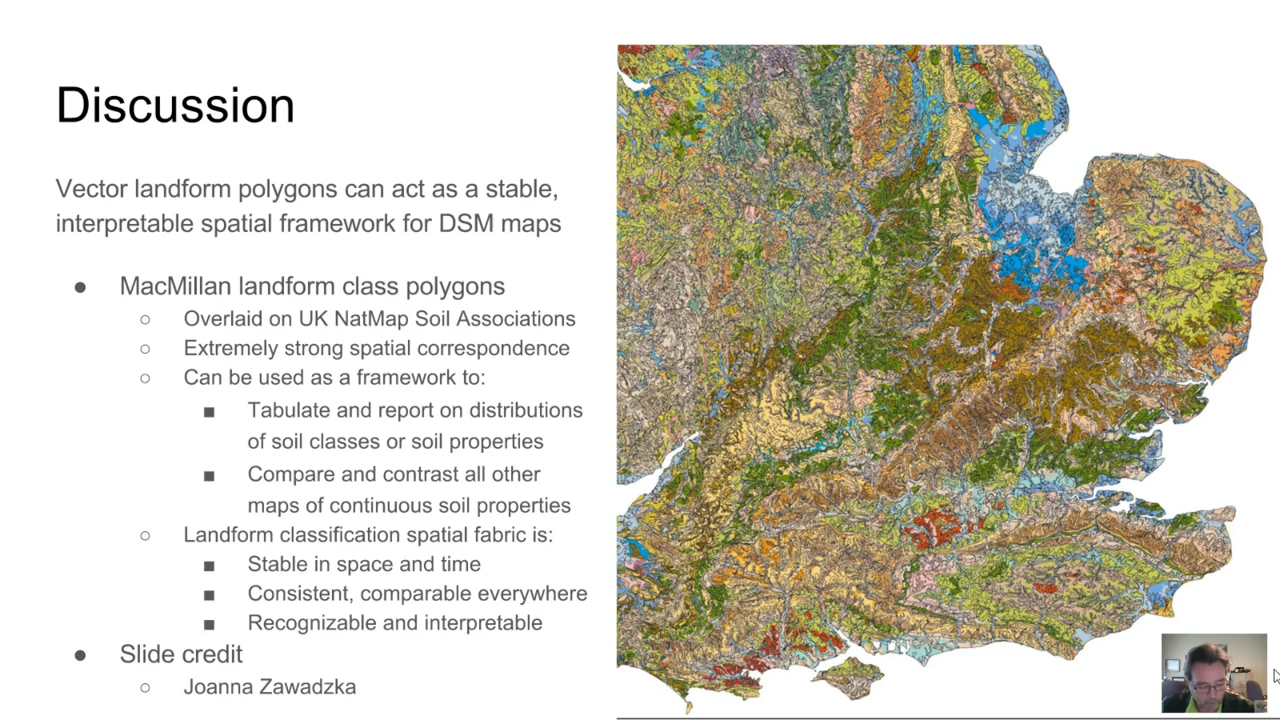 Discussion
Vector landform polygons can act as a stable,
interpretable spatial framework for DSM maps
● MacMillan landform class polygons
○ Overlaid on UK NatMap Soil Associations
○ Extremely strong spatial correspondence
○ Can be used as a framework to:
■ Tabulate and report on distributions
of soil classes or soil properties
■ Compare and contrast all other
maps of continuous soil properties
○ Landform classification spatial fabric is:
■ Stable in space and time
■ Consistent, comparable everywhere
■ Recognizable and interpretable
● Slide credit
○ Joanna Zawadzka